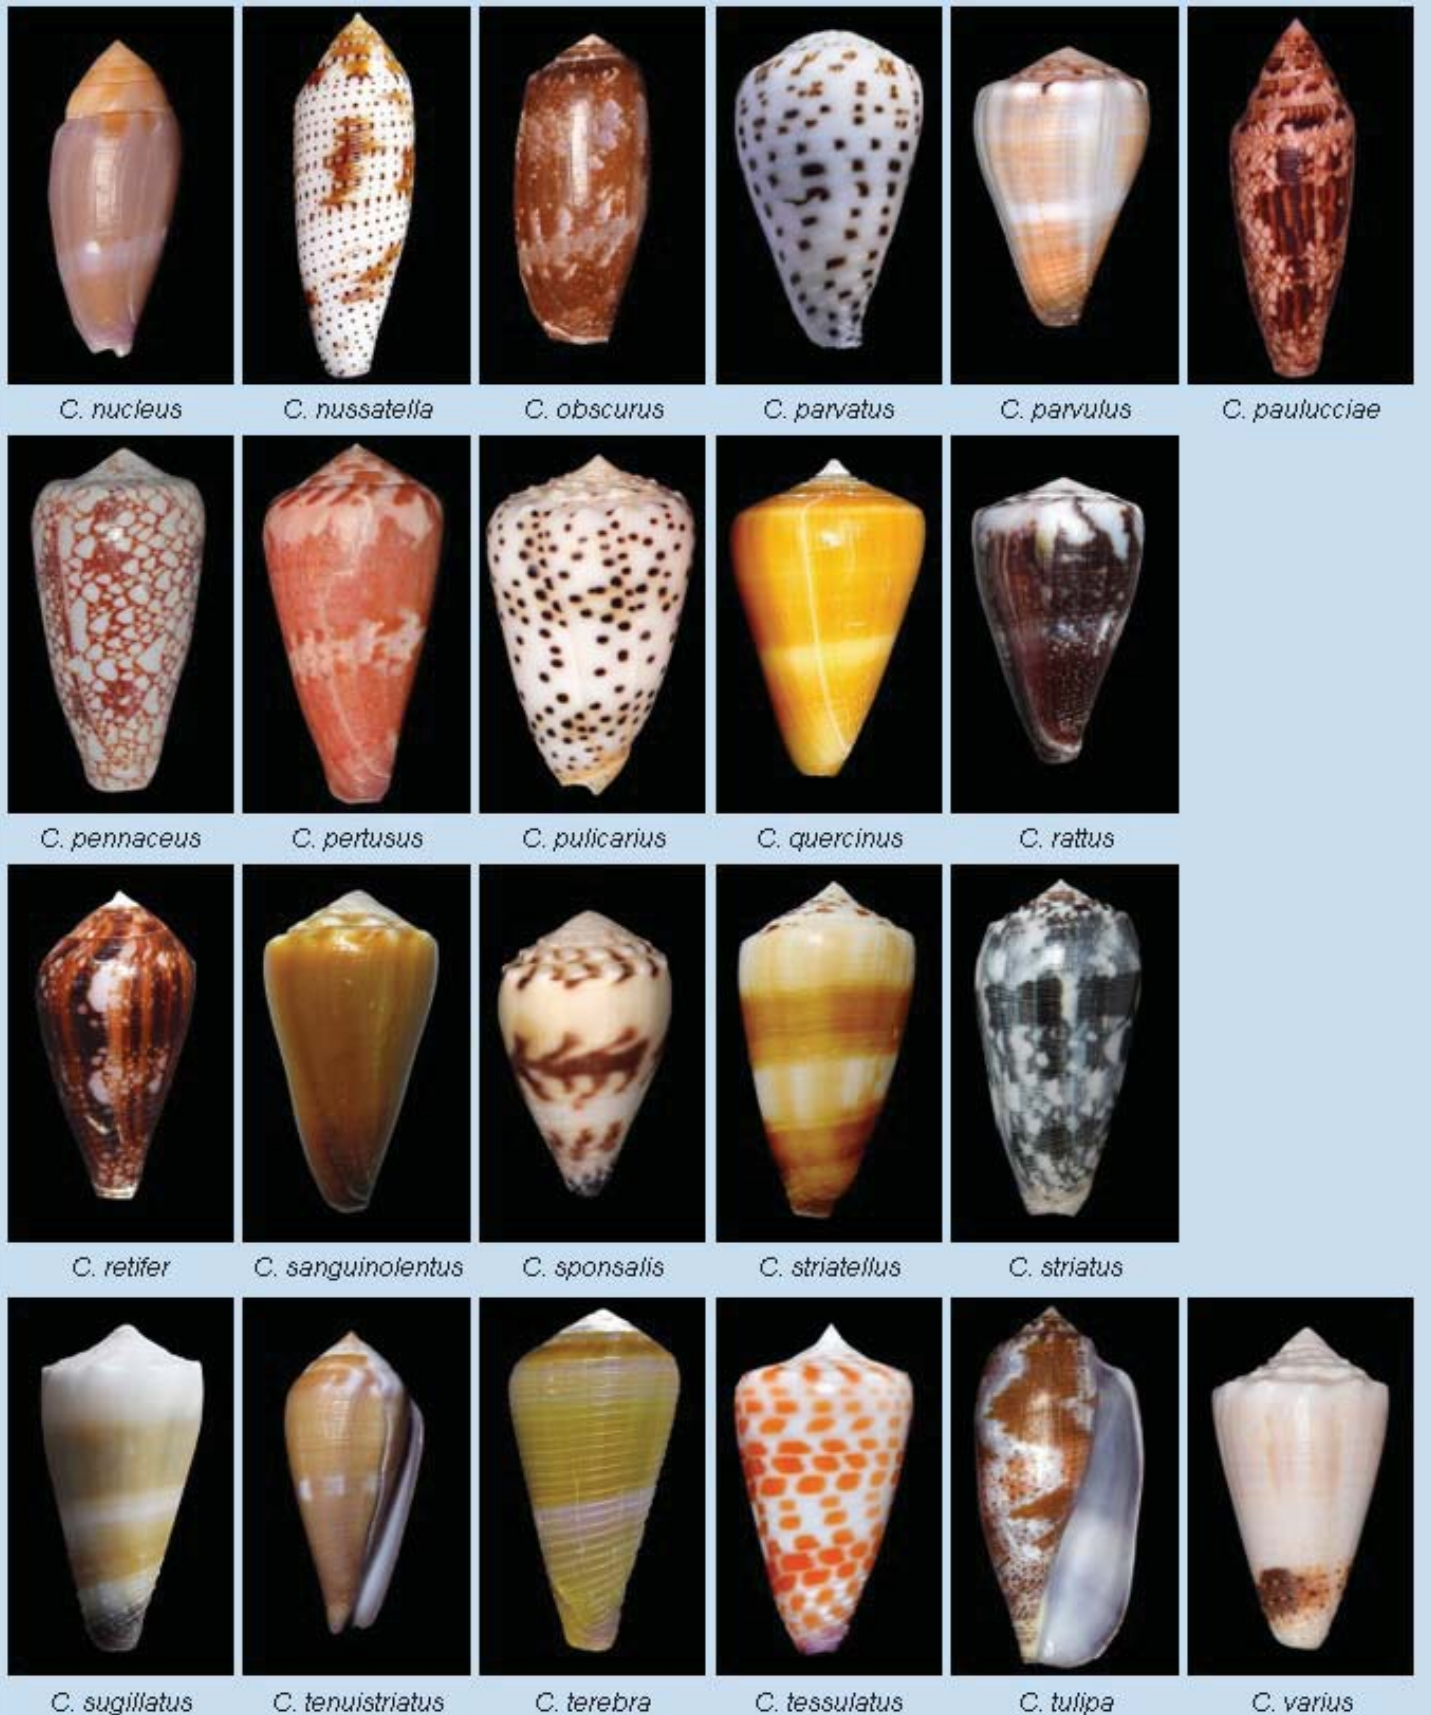 C. nucleus C. nussatella C. obscurus C. parvatus C. parvulus C. paulucciae
C. pennaceus C. pertusus C. pulicarius C. quercinus C. rattus
C. retifer C. sanguinolentus C. sponsalis C. striatellus C. striatus
C. sugillatus C. tenuistriatus C. terebra C. tessulatus C. tulipa C. varius